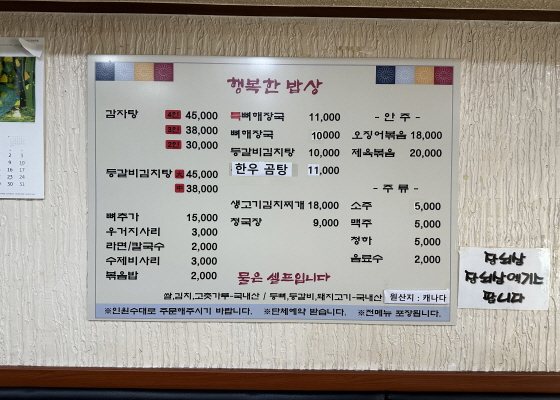 행복한 밥상
감자탕 4인 45,000
3인 38,000
2인 30,000
등갈비김치탕 大 45,000
中 38,000
뼈추가 15,000
우거지사리 3,000
라면/칼국수 2,000
수제비사리 3,000
볶음밥 2,000
특뼈해장국 11,000
뼈해장국 10000
등갈비김치탕 10,000
한우 곰탕 11,000
생고기김치찌개 18,000
청국장 9,000
물은 셀프입니다
- 안 주 -
오징어볶음 18,000
제육볶음 20,000
- 주 류 -
소주 5,000
맥주 5,000
청하 5,000
음료수 2,000
쌀,김치,고춧가루-국내산 / 등뼈,등갈비,돼지고기-국내산 원산지 : 캐나다
※인원수대로 주문해주시기 바랍니다. ※단체예약 받습니다. ※전메뉴 포장됩니다.
팝니다